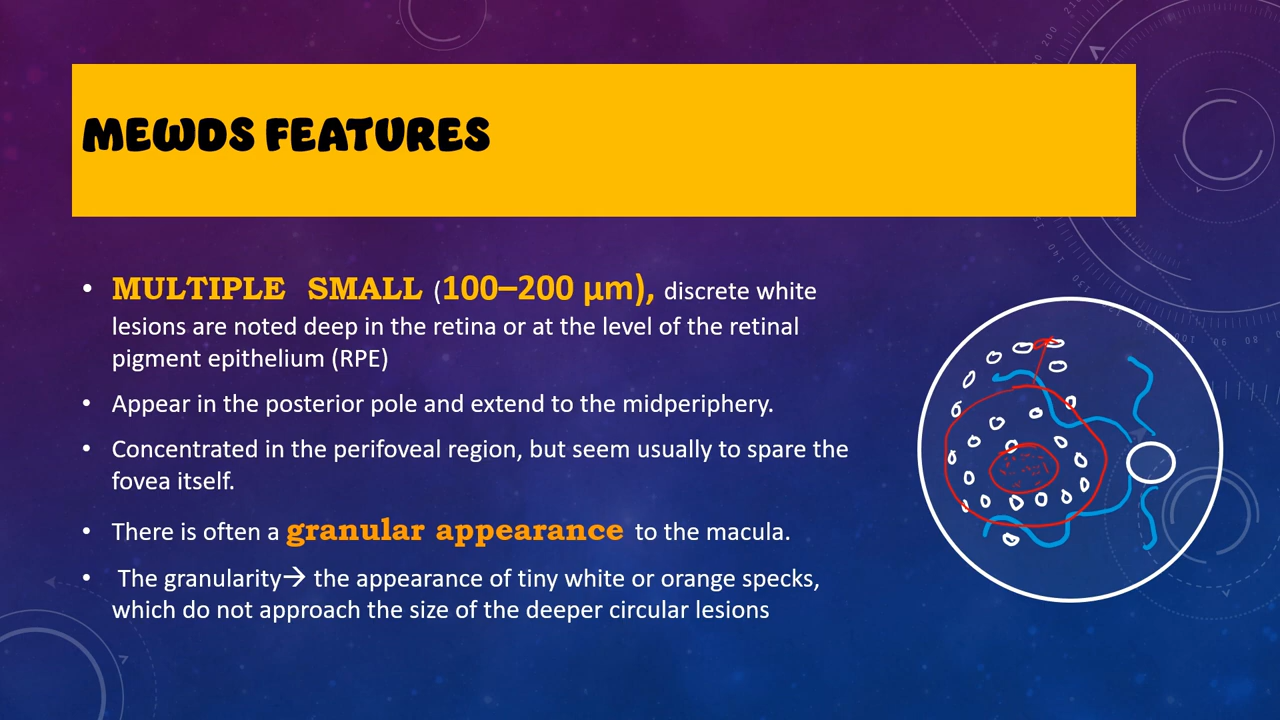 MEWDS FEATURES
• MULTIPLE SMALL (100–200 μm), discrete white
lesions are noted deep in the retina or at the level of the retinal
pigment epithelium (RPE)
• Appear in the posterior pole and extend to the midperiphery.
• Concentrated in the perifoveal region, but seem usually to spare the
fovea itself.
• There is often a granular appearance to the macula.
• The granularity→ the appearance of tiny white or orange specks,
which do not approach the size of the deeper circular lesions